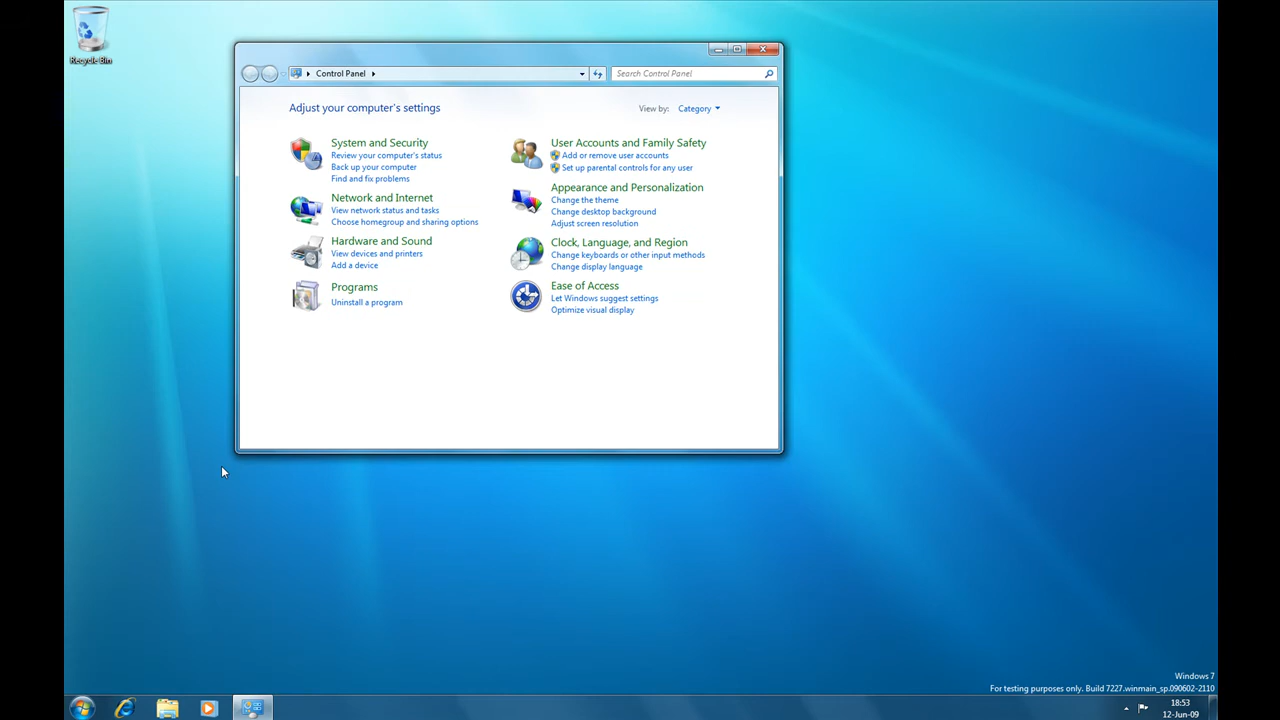 Recycle Bin
Control Panel
Search Control Panel
Adjust your computer's settings
View by: Category
System and Security
Review your computer's status
Back up your computer
Find and fix problems
Network and Internet
View network status and tasks
Choose homegroup and sharing options
Hardware and Sound
View devices and printers
Add a device
Programs
Uninstall a program
User Accounts and Family Safety
Add or remove user accounts
Set up parental controls for any user
Appearance and Personalization
Change the theme
Change desktop background
Adjust screen resolution
Clock, Language, and Region
Change keyboards or other input methods
Change display language
Ease of Access
Let Windows suggest settings
Optimize visual display
Windows 7
For testing purposes only. Build 7227.winmain_sp.090602-2110
18:53
12-Jun-09